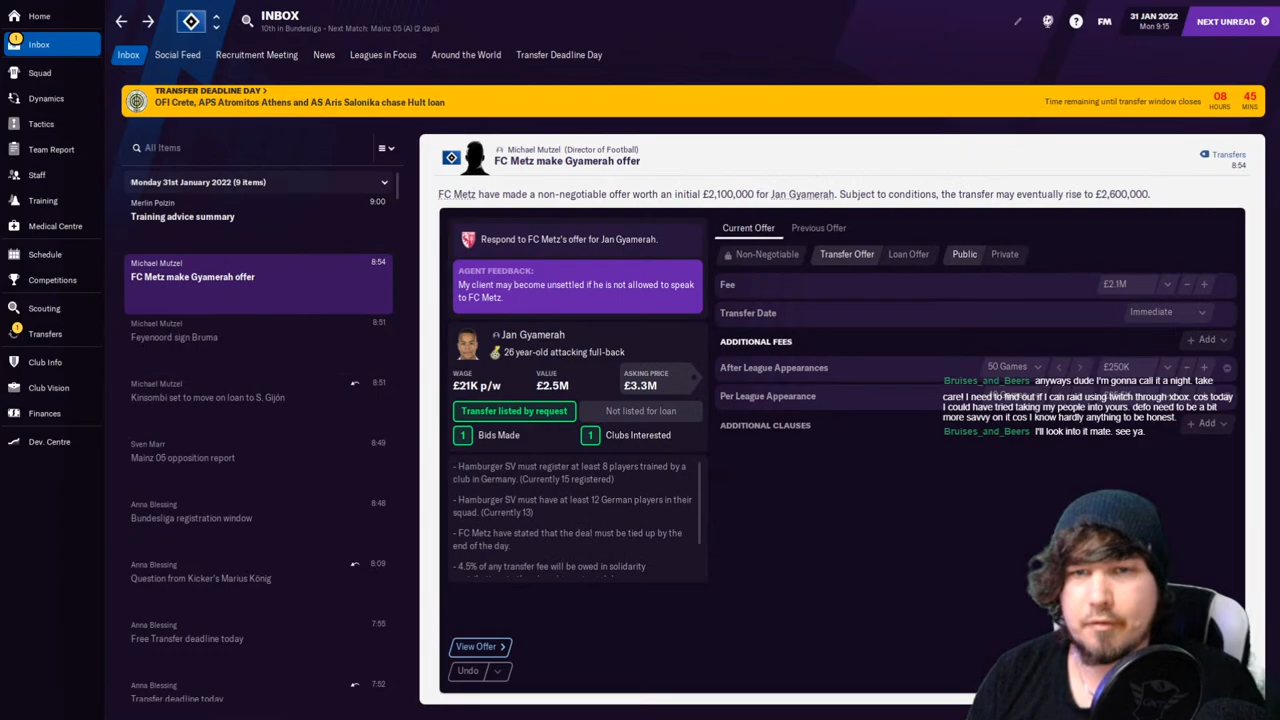 Home
INBOX
10th in Bundesliga - Next Match: Mainz 05 (A) (2 days)
FM
31 JAN 2022
Mon 9:15
NEXT UNREAD
1
Inbox
Squad
Dynamics
Tactics
Team Report
Staff
Training
Medical Centre
Schedule
Competitions
Scouting
1
Transfers
Club Info
Club Vision
Finances
Dev. Centre
Inbox
Social Feed
Recruitment Meeting
News
Leagues in Focus
Around the World
Transfer Deadline Day
TRANSFER DEADLINE DAY >
OFI Crete, APS Atromitos Athens and AS Aris Salonika chase Hult loan
Time remaining until transfer window closes
08
HOURS
45
MINS
All Items
Monday 31st January 2022 (9 items)
Merlin Polzin
9:00
Training advice summary
Michael Mutzel
8:54
FC Metz make Gyamerah offer
Michael Mutzel
8:51
Feyenoord sign Bruma
Michael Mutzel
8:51
Kinsombi set to move on loan to S. Gijón
Sven Marr
8:49
Mainz 05 opposition report
Anna Blessing
8:48
Bundesliga registration window
Anna Blessing
8:09
Question from Kicker's Marius König
Anna Blessing
7:55
Free Transfer deadline today
Anna Blessing
7:52
Transfer deadline today
Michael Mutzel (Director of Football)
FC Metz make Gyamerah offer
Transfers
8:54
FC Metz have made a non-negotiable offer worth an initial £2,100,000 for Jan Gyamerah. Subject to conditions, the transfer may eventually rise to £2,600,000.
Respond to FC Metz's offer for Jan Gyamerah.
AGENT FEEDBACK:
My client may become unsettled if he is not allowed to speak
to FC Metz.
Jan Gyamerah
26 year-old attacking full-back
WAGE
£21K p/w
VALUE
£2.5M
ASKING PRICE
£3.3M
Transfer listed by request
Not listed for loan
1 Bids Made
1 Clubs Interested
- Hamburger SV must register at least 8 players trained by a
club in Germany. (Currently 15 registered)
- Hamburger SV must have at least 12 German players in their
squad. (Currently 13)
- FC Metz have stated that the deal must be tied up by the
end of the day.
- 4.5% of any transfer fee will be owed in solidarity
View Offer
Undo
Current Offer
Previous Offer
Non-Negotiable
Transfer Offer
Loan Offer
Public
Private
Fee
£2.1M
Transfer Date
Immediate
ADDITIONAL FEES
+ Add
After League Appearances
50 Games
£250K
Per League Appearance
ADDITIONAL CLAUSES
+ Add
Bruises_and_Beers anyways dude I'm gonna call it a night. take
care! I need to find out if I can raid using twitch through xbox. cos today
I could have tried taking my people into yours. defo need to be a bit
more savvy on it cos I know hardly anything to be honest.
Bruises_and_Beers I'll look into it mate. see ya.